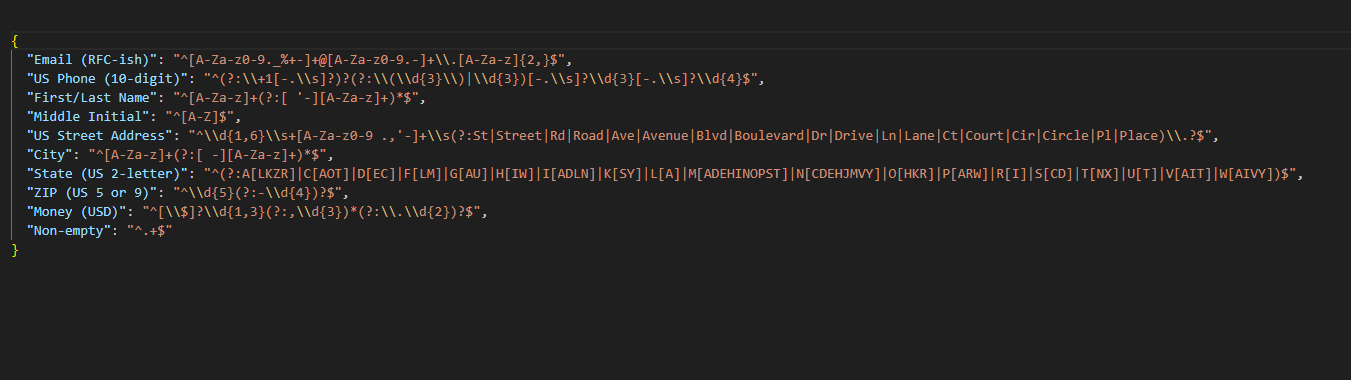 {
"Email (RFC-ish)": "^[A-Za-z0-9._%+-]+@[A-Za-z0-9.-]+\\.[A-Za-z]{2,}$",
"US Phone (10-digit)": "^(?:\\+1[-.\\s]?)?(?:\\(\\d{3}\\)|\\d{3})[-.\\s]?\\d{3}[-.\\s]?\\d{4}$",
"First/Last Name": "^[A-Za-z]+(?:[ '-][A-Za-z]+)*$",
"Middle Initial": "^[A-Z]$",
"US Street Address": "^\\d{1,6}\\s+[A-Za-z0-9 .,'-]+\\s(?:St|Street|Rd|Road|Ave|Avenue|Blvd|Boulevard|Dr|Drive|Ln|Lane|Ct|Court|Cir|Circle|Pl|Place)\\.?$",
"City": "^[A-Za-z]+(?:[ -][A-Za-z]+)*$",
"State (US 2-letter)": "^(?:A[LKZR]|C[AOT]|D[EC]|F[LM]|G[AU]|H[IW]|I[ADLN]|K[SY]|L[A]|M[ADEHINOPST]|N[CDEHJMVY]|O[HKR]|P[ARW]|R[I]|S[CD]|T[NX]|U[T]|V[AIT]|W[AIVY])$",
"ZIP (US 5 or 9)": "^\\d{5}(?:-\\d{4})?$",
"Money (USD)": "^[\\$]?\\d{1,3}(?:,\\d{3})*(?:\\.\\d{2})?$",
"Non-empty": "^.+$"
}